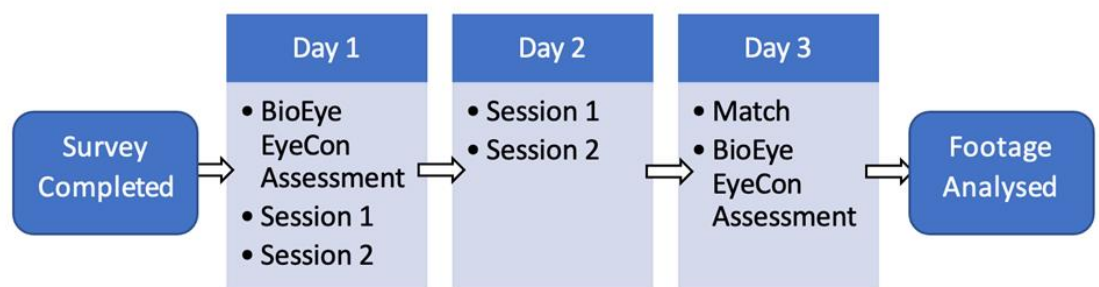 Survey
Completed
Day 1
• BioEye
EyeCon
Assessment
• Session 1
• Session 2
Day 2
• Session 1
• Session 2
Day 3
• Match
• BioEye
EyeCon
Assessment
Footage
Analysed